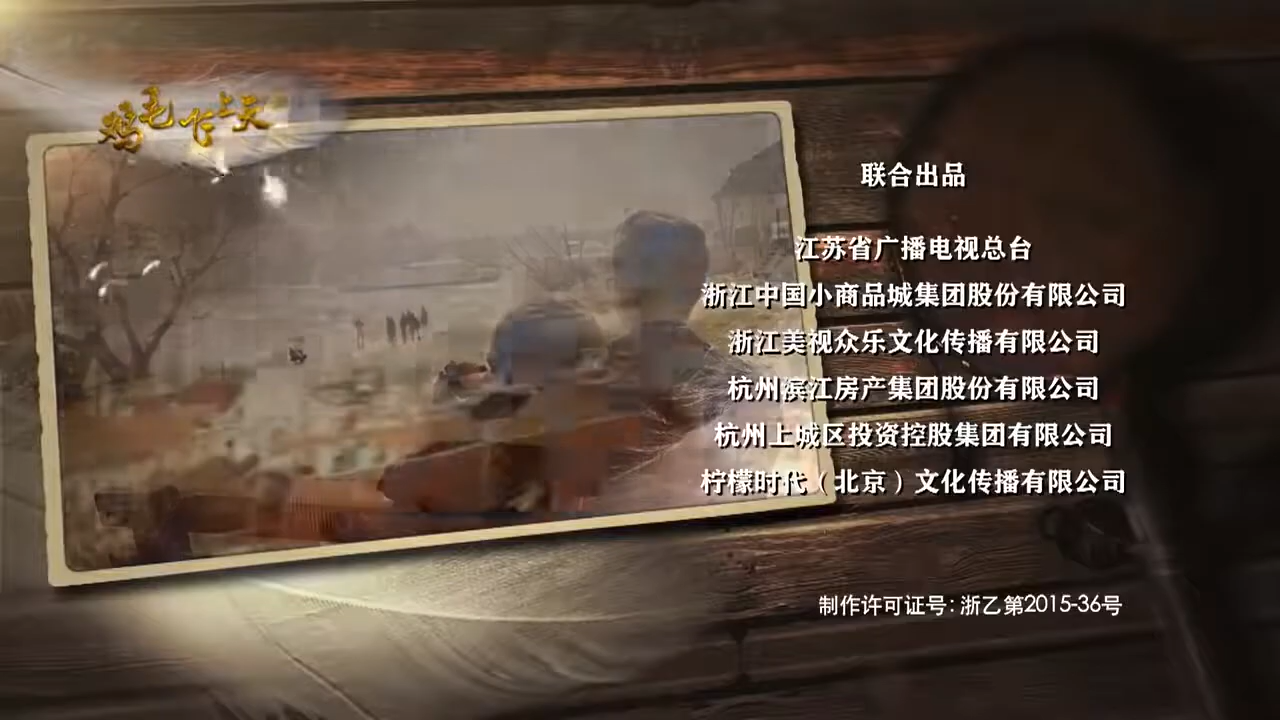 鸡毛飞上天
联合出品
江苏省广播电视总台
浙江中国小商品城集团股份有限公司
浙江美视众乐文化传播有限公司
杭州滨江房产集团股份有限公司
杭州上城区投资控股集团有限公司
柠檬时代（北京）文化传播有限公司
制作许可证号：浙乙第2015-36号